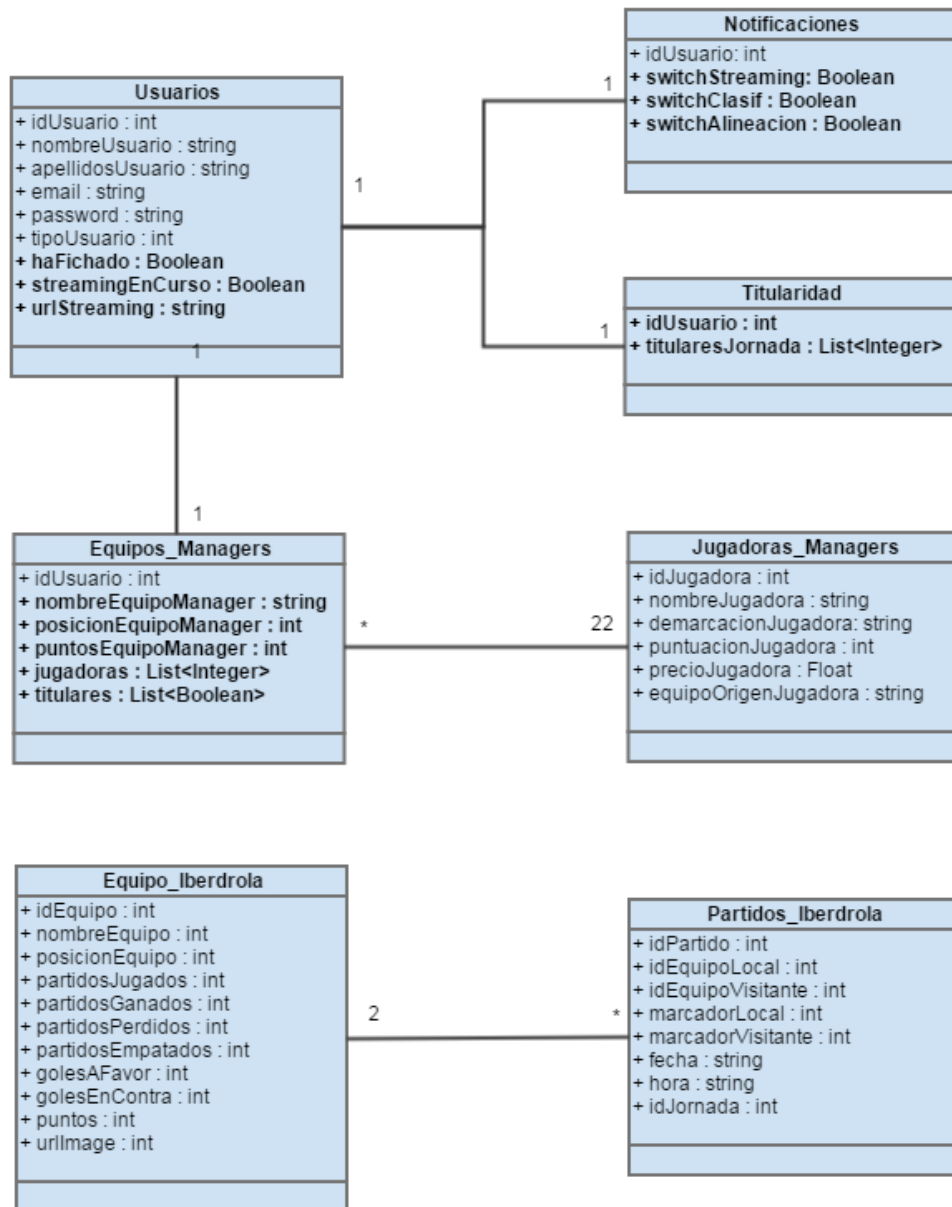 Notificaciones
+ idUsuario: int
+ switchStreaming: Boolean
+ switchClasif : Boolean
+ switchAlineacion : Boolean
1
Usuarios
+ idUsuario : int
+ nombreUsuario : string
+ apellidosUsuario : string
+ email : string
+ password : string
+ tipoUsuario : int
+ haFichado : Boolean
+ streamingEnCurso : Boolean
+ urlStreaming : string
1
1
Titularidad
+ idUsuario : int
+ titularesJornada : List<Integer>
1
1
Equipos_Managers
+ idUsuario : int
+ nombreEquipoManager : string
+ posicionEquipoManager : int
+ puntosEquipoManager : int
+ jugadoras : List<Integer>
+ titulares : List<Boolean>
*
22
Jugadoras_Managers
+ idJugadora : int
+ nombreJugadora : string
+ demarcacionJugadora: string
+ puntuacionJugadora : int
+ precioJugadora : Float
+ equipoOrigenJugadora : string
Equipo_Iberdrola
+ idEquipo : int
+ nombreEquipo : int
+ posicionEquipo : int
+ partidosJugados : int
+ partidosGanados : int
+ partidosPerdidos : int
+ partidosEmpatados : int
+ golesAFavor : int
+ golesEnContra : int
+ puntos : int
+ urlImage : int
2
*
Partidos_Iberdrola
+ idPartido : int
+ idEquipoLocal : int
+ idEquipoVisitante : int
+ marcadorLocal : int
+ marcadorVisitante : int
+ fecha : string
+ hora : string
+ idJornada : int